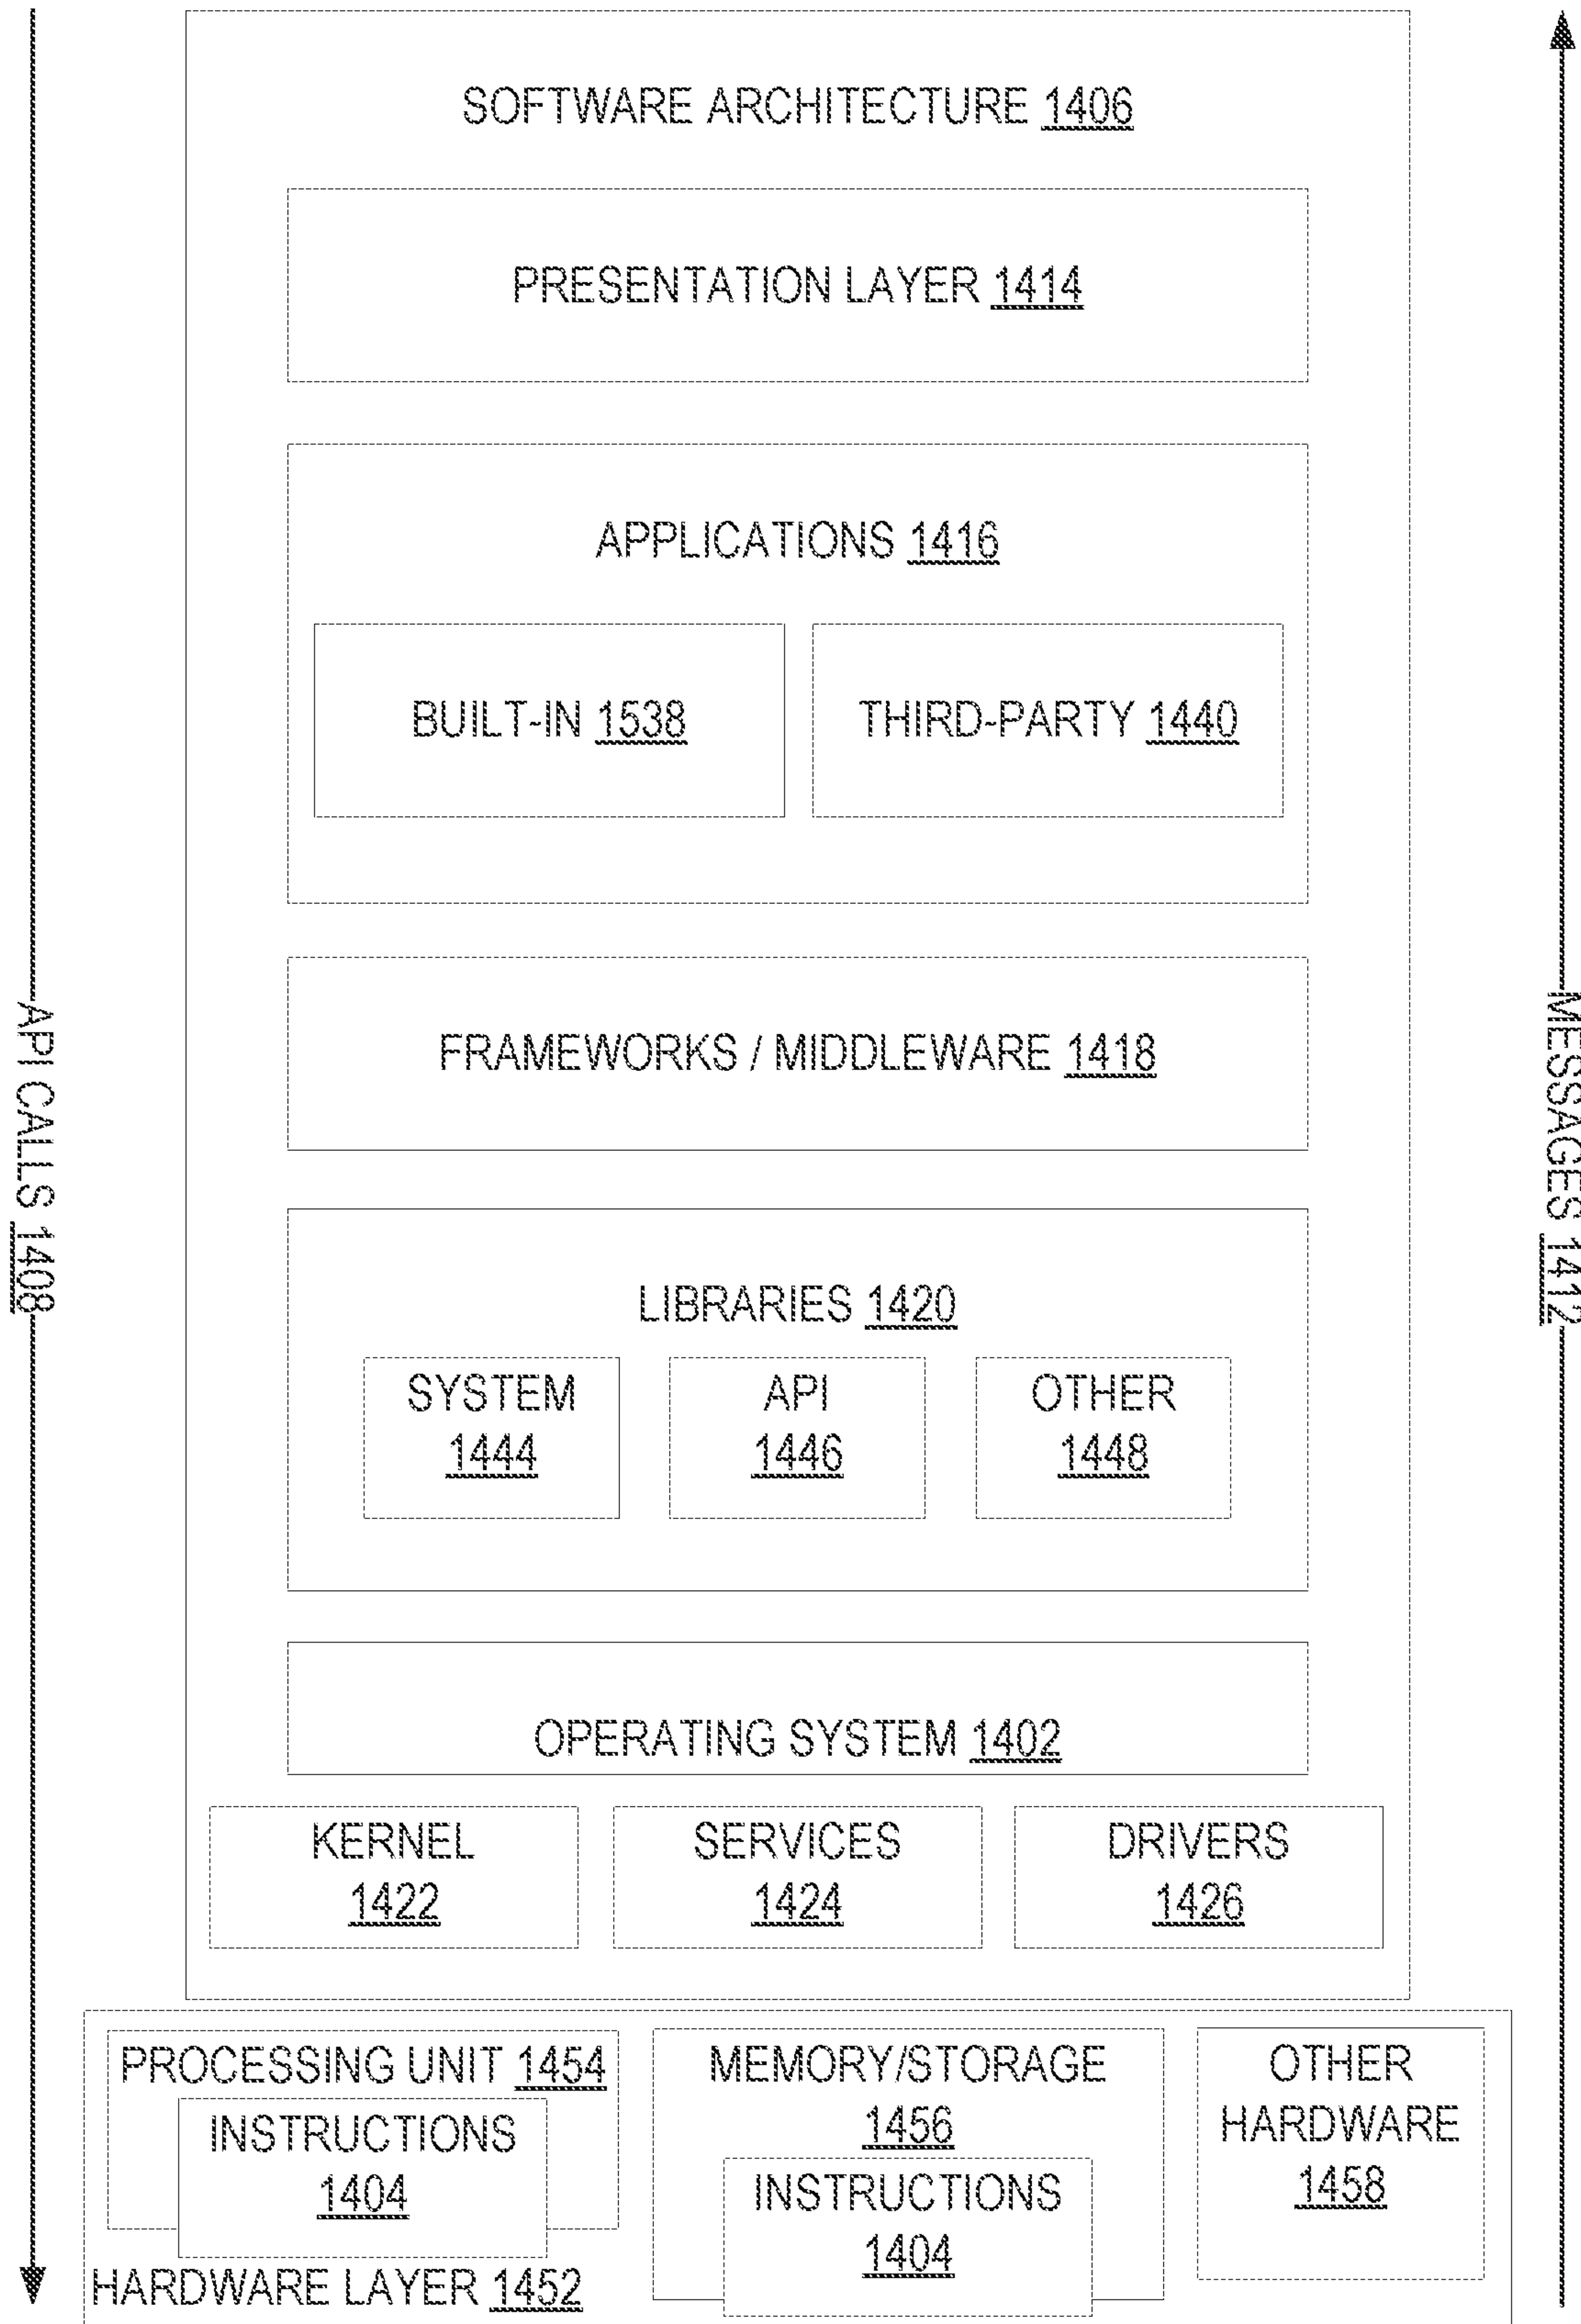 SOFTWARE ARCHITECTURE 1406
PRESENTATION LAYER 1414
APPLICATIONS 1416
BUILT-IN 1538
THIRD-PARTY 1440
FRAMEWORKS / MIDDLEWARE 1418
API CALLS 1408
MESSAGES 1412
LIBRARIES 1420
SYSTEM
1444
API
1446
OTHER
1448
OPERATING SYSTEM 1402
KERNEL
1422
SERVICES
1424
DRIVERS
1426
PROCESSING UNIT 1454
INSTRUCTIONS
1404
MEMORY/STORAGE
1456
INSTRUCTIONS
1404
OTHER
HARDWARE
1458
HARDWARE LAYER 1452